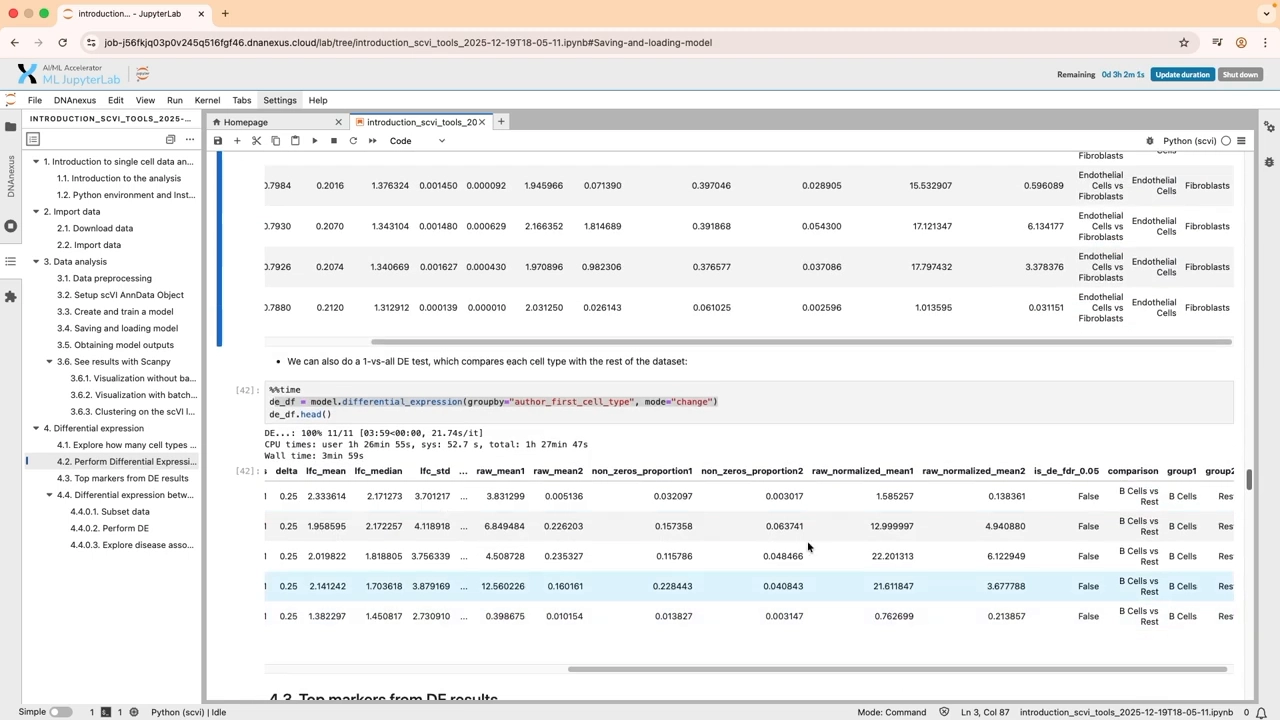 introduction... - JupyterLab
job-j56fkjq03p0v245q516fgf46.dnanexus.cloud/lab/tree/introduction_scvi_tools_2025-12-19T18-05-11.ipynb#Saving-and-loading-model
AI/ML Accelerator
ML JupyterLab
Remaining 0d 3h 2m 1s Update duration Shut down
File DNAnexus Edit View Run Kernel Tabs Settings Help
INTRODUCTION_SCVI_TOOLS_2025-...
DNAnexus
1. Introduction to single cell data an...
1.1. Introduction to the analysis
1.2. Python environment and Inst...
2. Import data
2.1. Download data
2.2. Import data
3. Data analysis
3.1. Data preprocessing
3.2. Setup scVI AnnData Object
3.3. Create and train a model
3.4. Saving and loading model
3.5. Obtaining model outputs
3.6. See results with Scanpy
3.6.1. Visualization without ba...
3.6.2. Visualization with batch...
3.6.3. Clustering on the scVI l...
4. Differential expression
4.1. Explore how many cell types ...
4.2. Perform Differential Expressi...
4.3. Top markers from DE results
4.4. Differential expression betw...
4.4.0.1. Subset data
4.4.0.2. Perform DE
4.4.0.3. Explore disease asso...
Homepage
introduction_scvi_tools_20
Code
Python (scvi)
Fibroblasts
0.7984 0.2016 1.376324 0.001450 0.000092 1.945966 0.071390 0.397046 0.028905 15.532907 0.596089 Endothelial Cells vs Fibroblasts Endothelial Cells Fibroblasts
0.7930 0.2070 1.343104 0.001480 0.000629 2.166352 1.814689 0.391868 0.054300 17.121347 6.134177 Endothelial Cells vs Fibroblasts Endothelial Cells Fibroblasts
0.7926 0.2074 1.340669 0.001627 0.000430 1.970896 0.982306 0.376577 0.037086 17.797432 3.378376 Endothelial Cells vs Fibroblasts Endothelial Cells Fibroblasts
0.7880 0.2120 1.312912 0.000139 0.000010 2.031250 0.026143 0.061025 0.002596 1.013595 0.031151 Endothelial Cells vs Fibroblasts Endothelial Cells Fibroblasts
• We can also do a 1-vs-all DE test, which compares each cell type with the rest of the dataset:
[42]:
%%time
de_df = model.differential_expression(groupby="author_first_cell_type", mode="change")
de_df.head()
DE...: 100% 11/11 [03:59<00:00, 21.74s/it]
CPU times: user 1h 26min 55s, sys: 52.7 s, total: 1h 27min 47s
Wall time: 3min 59s
[42]:
delta lfc_mean lfc_median lfc_std ... raw_mean1 raw_mean2 non_zeros_proportion1 non_zeros_proportion2 raw_normalized_mean1 raw_normalized_mean2 is_de_fdr_0.05 comparison group1 group2
0.25 2.333614 2.171273 3.701217 ... 3.831299 0.005136 0.032097 0.003017 1.585257 0.138361 False B Cells vs Rest B Cells Res
0.25 1.958595 2.172257 4.118918 ... 6.849484 0.226203 0.157358 0.063741 12.999997 4.940880 False B Cells vs Rest B Cells Res
0.25 2.019822 1.818805 3.756339 ... 4.508728 0.235327 0.115786 0.048466 22.201313 6.122949 False B Cells vs Rest B Cells Res
0.25 2.141242 1.703618 3.879169 ... 12.560226 0.160161 0.228443 0.040843 21.611847 3.677788 False B Cells vs Rest B Cells Res
0.25 1.382297 1.450817 2.730910 ... 0.398675 0.010154 0.013827 0.003147 0.762699 0.213857 False B Cells vs Rest B Cells Res
4.3. Top markers from DE results
Simple 1 1 Python (scvi) | Idle
Mode: Command Ln 3, Col 87 introduction_scvi_tools_2025-12-19T18-05-11.ipynb 0